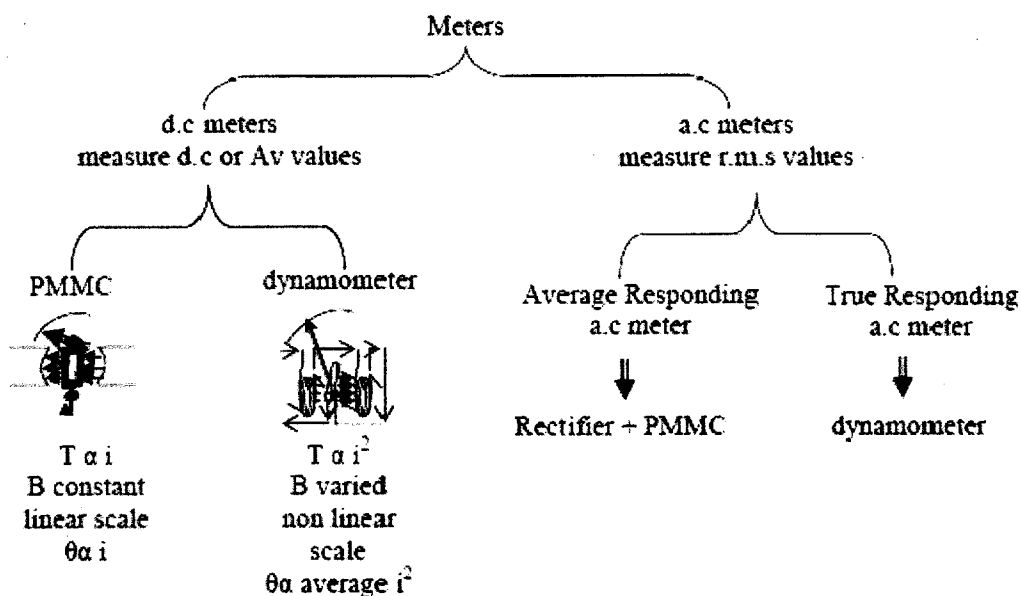 Meters
d.c meters
measure d.c or Av values
a.c meters
measure r.m.s values
PMMC
dynamometer
Average Responding
a.c meter
True Responding
a.c meter
Rectifier + PMMC
dynamometer
T α i
B constant
linear scale
θα i
T α i²
B varied
non linear
scale
θα average i²